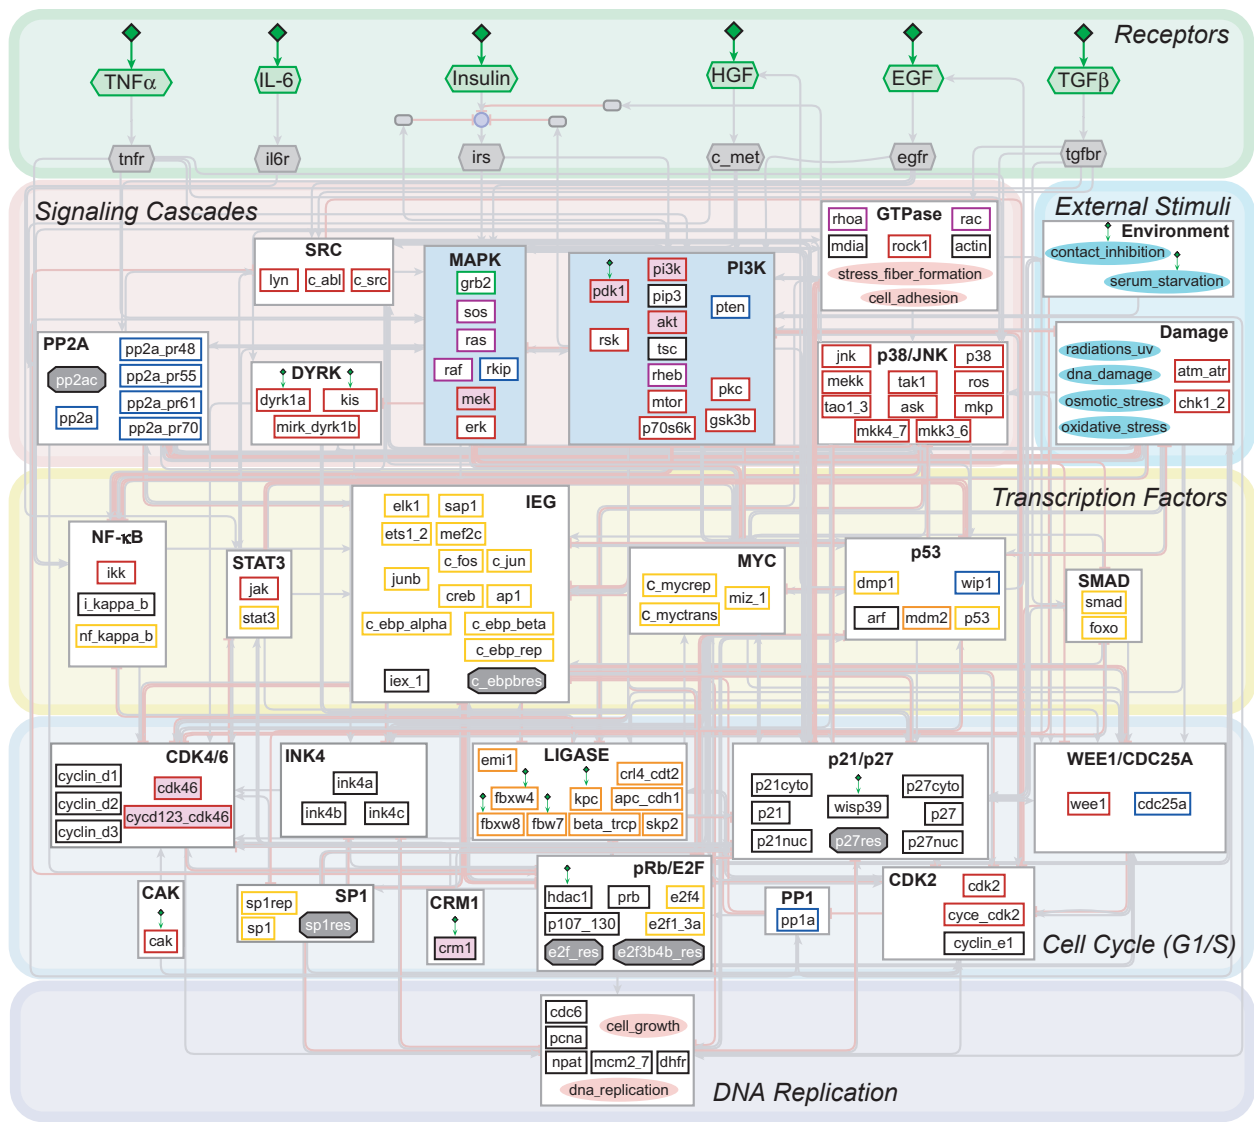 Receptors
TNFα
IL-6
Insulin
HGF
EGF
TGFβ
tnfr
il6r
irs
c_met
egfr
tgfbr
Signaling Cascades
External Stimuli
SRC
lyn
c_abl
c_src
MAPK
grb2
sos
ras
raf
rkip
mek
erk
PI3K
pdk1
pi3k
pip3
pten
akt
rsk
tsc
rheb
mtor
pkc
p70s6k
gsk3b
GTPase
rhoa
rac
mdia
rock1
actin
stress_fiber_formation
cell_adhesion
Environment
contact_inhibition
serum_starvation
PP2A
pp2a_pr48
pp2ac
pp2a_pr55
pp2a_pr61
pp2a
pp2a_pr70
DYRK
dyrk1a
kis
mirk_dyrk1b
p38/JNK
jnk
p38
mekk
tak1
ros
tao1_3
ask
mkp
mkk4_7
mkk3_6
Damage
radiations_uv
dna_damage
atm_atr
osmotic_stress
chk1_2
oxidative_stress
Transcription Factors
NF-κB
ikk
i_kappa_b
nf_kappa_b
STAT3
jak
stat3
IEG
elk1
sap1
ets1_2
mef2c
c_fos
c_jun
junb
creb
ap1
c_ebp_alpha
c_ebp_beta
c_ebp_rep
iex_1
c_ebpbres
MYC
c_mycrep
miz_1
c_myctrans
p53
dmp1
wip1
arf
mdm2
p53
SMAD
smad
foxo
CDK4/6
cyclin_d1
cdk46
cyclin_d2
cycd123_cdk46
cyclin_d3
INK4
ink4a
ink4b
ink4c
LIGASE
emi1
crl4_cdt2
fbxw4
kpc
apc_cdh1
fbxw8
fbw7
beta_trcp
skp2
p21/p27
p21cyto
p27cyto
wisp39
p21
p27
p21nuc
p27res
p27nuc
WEE1/CDC25A
wee1
cdc25a
CAK
cak
SP1
sp1rep
sp1
sp1res
CRM1
crm1
pRb/E2F
hdac1
prb
e2f4
p107_130
e2f1_3a
e2f_res
e2f3b4b_res
PP1
pp1a
CDK2
cdk2
cyce_cdk2
cyclin_e1
Cell Cycle (G1/S)
cdc6
cell_growth
pcna
npat
mcm2_7
dhfr
dna_replication
DNA Replication